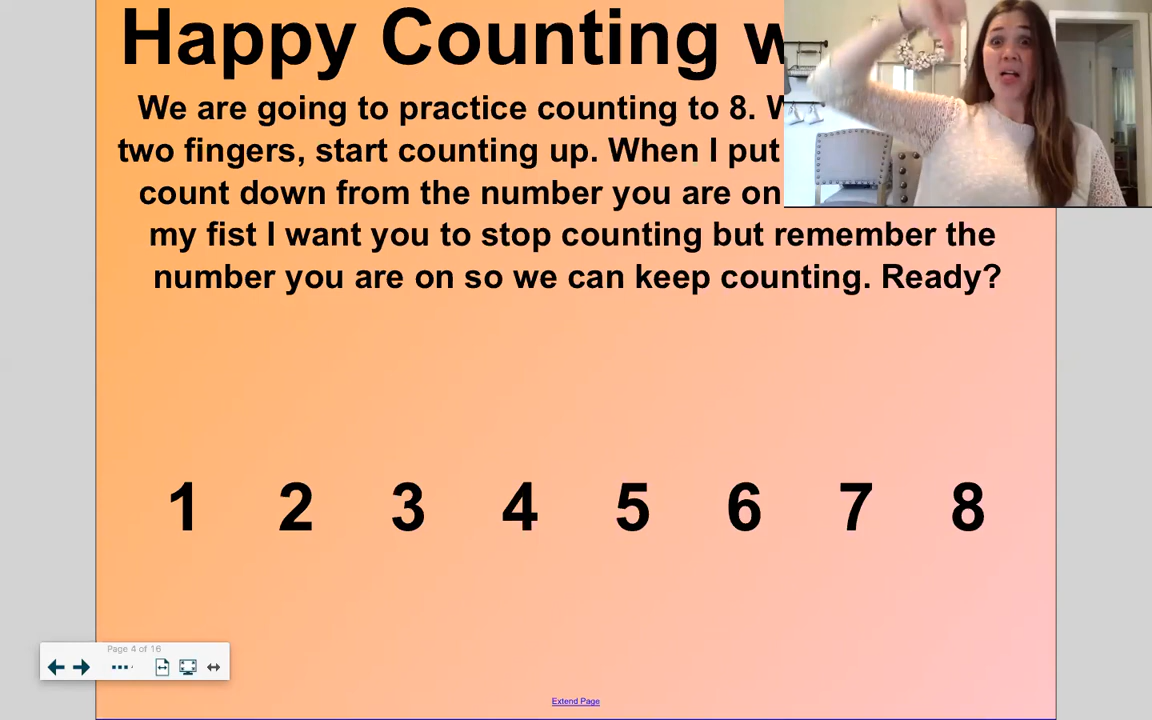 Happy Counting
We are going to practice counting to 8.
two fingers, start counting up. When I put
count down from the number you are on
my fist I want you to stop counting but remember the
number you are on so we can keep counting. Ready?
1 2 3 4 5 6 7 8
Page 4 of 16
Extend Page